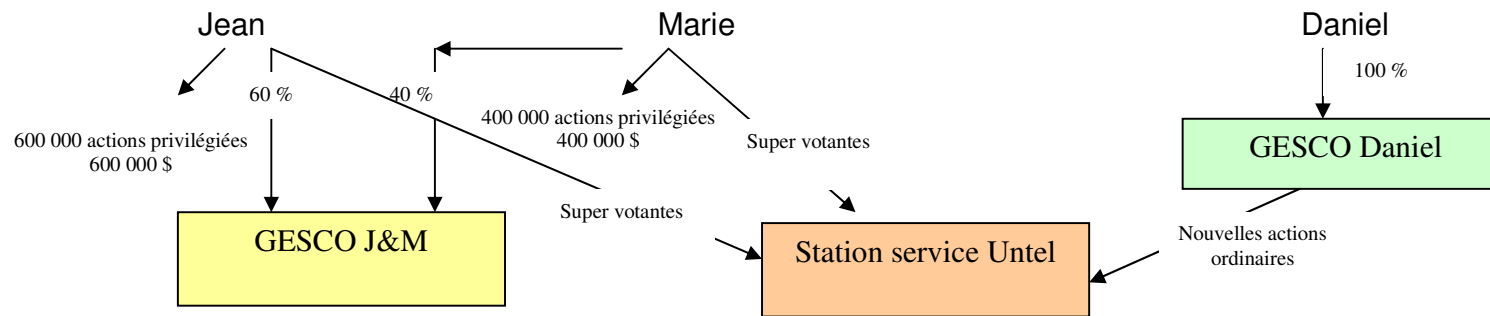 Jean
Marie
Daniel
100 %
60 %
40 %
600 000 actions privilégiées
600 000 $
400 000 actions privilégiées
400 000 $
Super votantes
GESCO Daniel
Super votantes
Nouvelles actions
ordinaires
GESCO J&M
Station service Untel